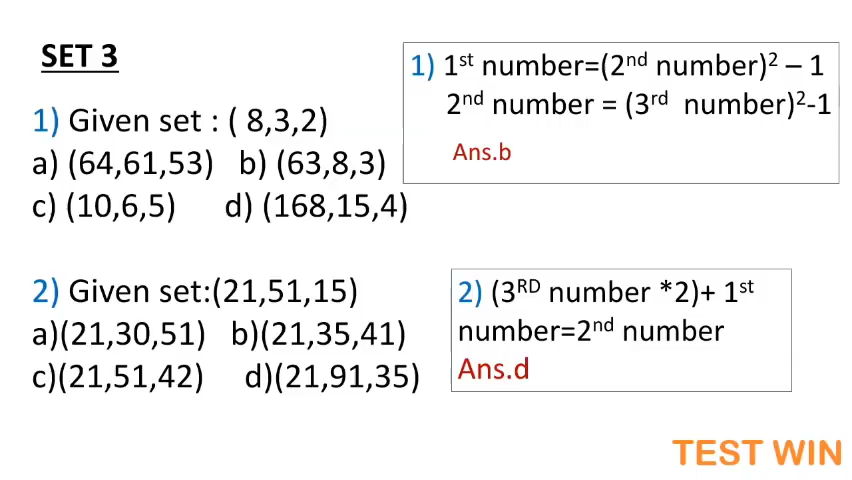 SET 3
1) Given set : ( 8,3,2)
a) (64,61,53) b) (63,8,3)
c) (10,6,5) d) (168,15,4)
1) 1st number=(2nd number)2 – 1
2nd number = (3rd number)2-1
Ans.b
2) Given set:(21,51,15)
a)(21,30,51) b)(21,35,41)
c)(21,51,42) d)(21,91,35)
2) (3RD number *2)+ 1st
number=2nd number
Ans.d
TEST WIN